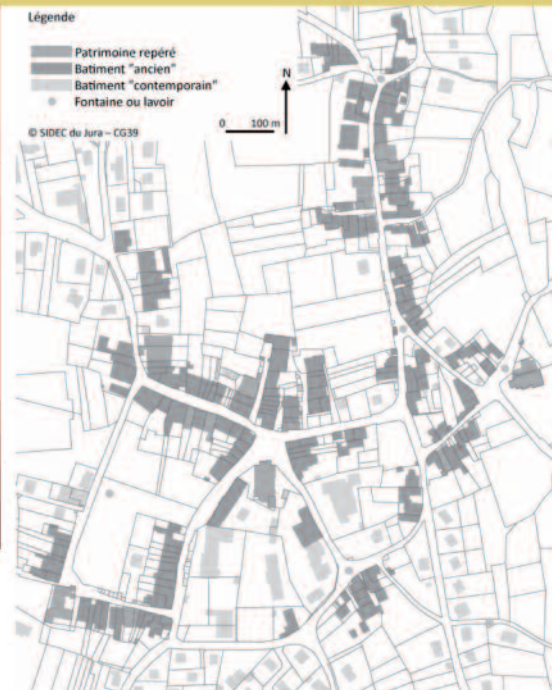 Légende
Patrimoine repéré
Batiment "ancien"
Batiment "contemporain"
Fontaine ou lavoir
N
0 100 m
© SIDEC du Jura – CG39